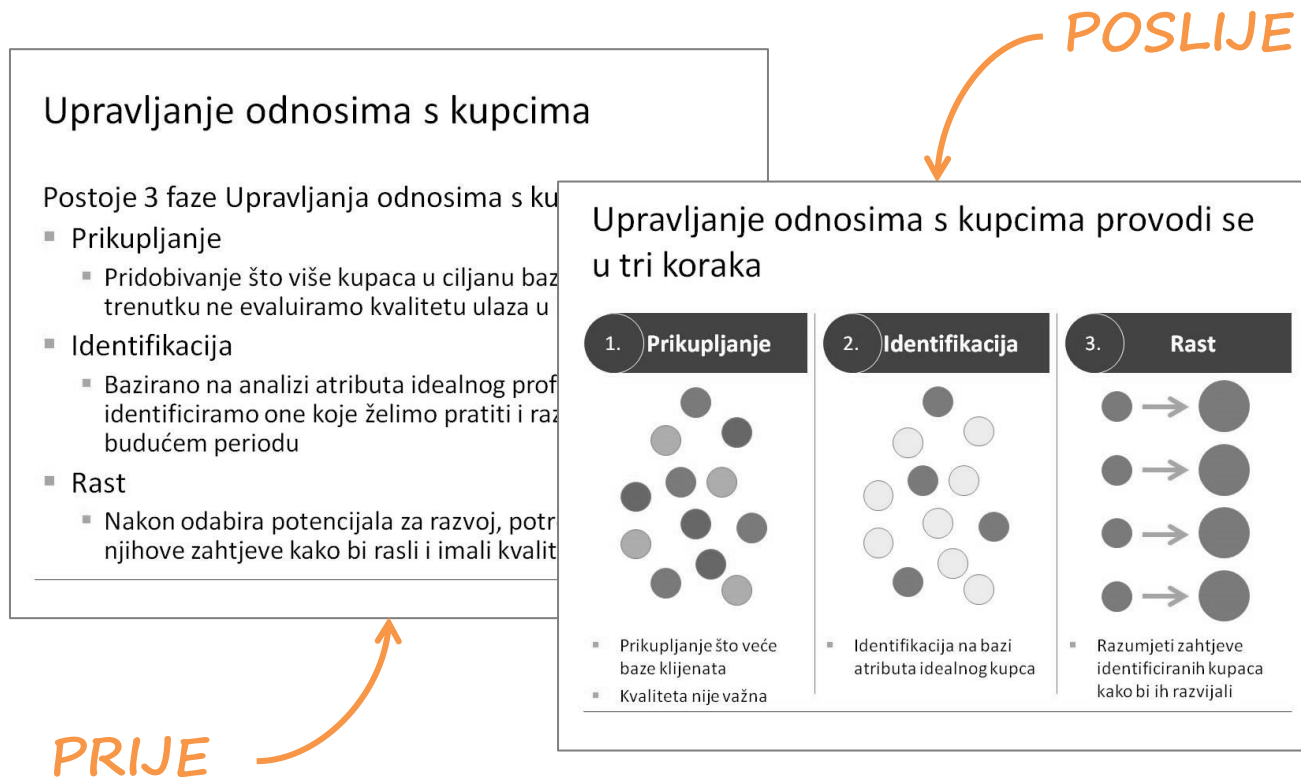 POSLIJE
Upravljanje odnosima s kupcima
Postoje 3 faze Upravljanja odnosima s ku
Prikupljanje
Pridobivanje što više kupaca u ciljanu baz
trenutku ne evaluiramo kvalitetu ulaza u
Identifikacija
Bazirano na analizi atributa idealnog prof
identificiramo one koje želimo pratiti i raz
budućem periodu
Rast
Nakon odabira potencijala za razvoj, potr
njihove zahtjeve kako bi rasli i imali kvalit
Upravljanje odnosima s kupcima provodi se
u tri koraka
1. Prikupljanje
2. Identifikacija
3. Rast
Prikupljanje što veće
baze klijenata
Kvaliteta nije važna
Identifikacija na bazi
atributa idealnog kupca
Razumjeti zahtjeve
identificiranih kupaca
kako bi ih razvijali
PRIJE